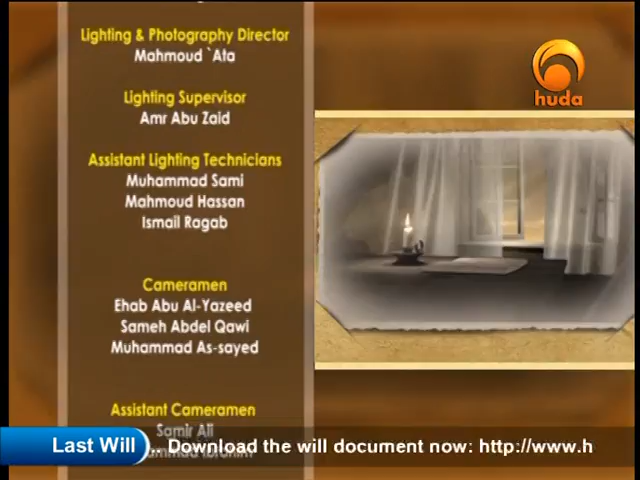 Lighting & Photography Director
Mahmoud `Ata
Lighting Supervisor
Amr Abu Zaid
Assistant Lighting Technicians
Muhammad Sami
Mahmoud Hassan
Ismail Ragab
Cameramen
Ehab Abu Al-Yazeed
Sameh Abdel Qawi
Muhammad As-sayed
Assistant Cameramen
Samir Ali
huda
Last Will
.. Download the will document now: http://www.h